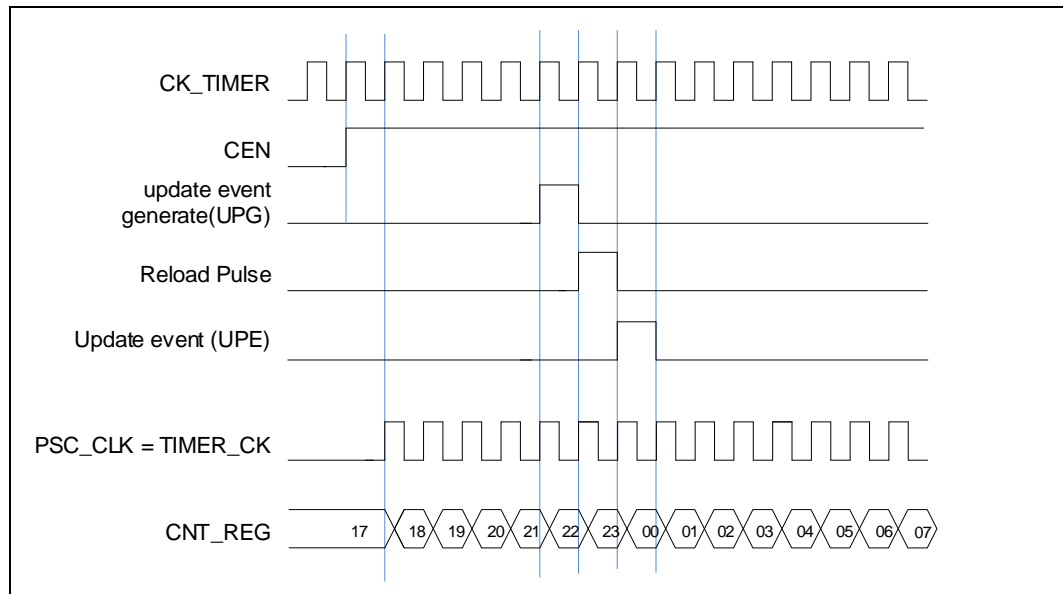 CK_TIMER
CEN
update event
generate(UPG)
Reload Pulse
Update event (UPE)
PSC_CLK = TIMER_CK
CNT_REG 17 18 19 20 21 22 23 00 01 02 03 04 05 06 07